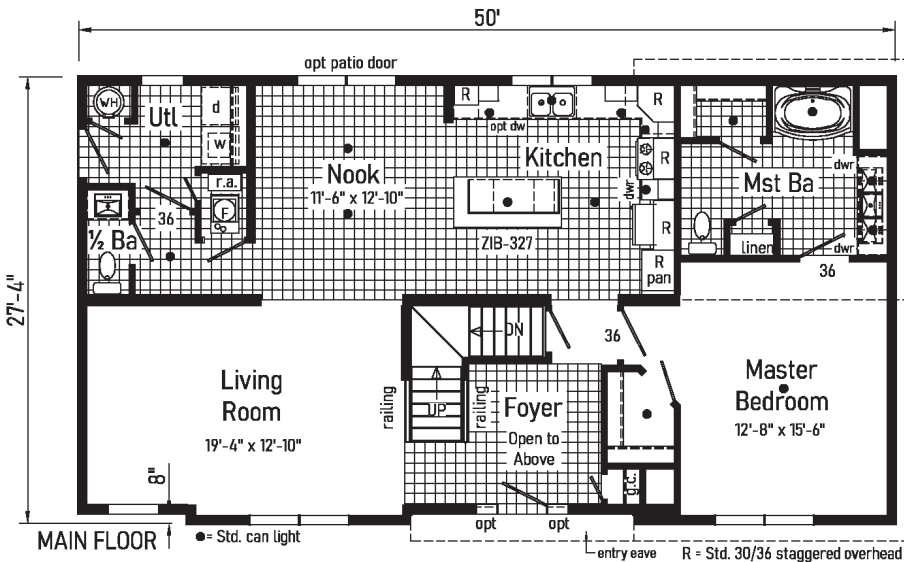 50'
opt patio door
WH
Utl
d
R
R
opt dw
w
Nook
11'-6" x 12'-10"
Kitchen
R
dwr
Mst Ba
dwr
r.a.
36
F
½ Ba
ZIB-327
R
linen
dwr
R
pan
36
27'-4"
DN
36
Living
Room
19'-4" x 12'-10"
railing
UP
railing
Foyer
Open to
Above
Master
Bedroom
12'-8" x 15'-6"
8"
g.c.
MAIN FLOOR
●= Std. can light
opt
opt
entry eave
R = Std. 30/36 staggered overhead